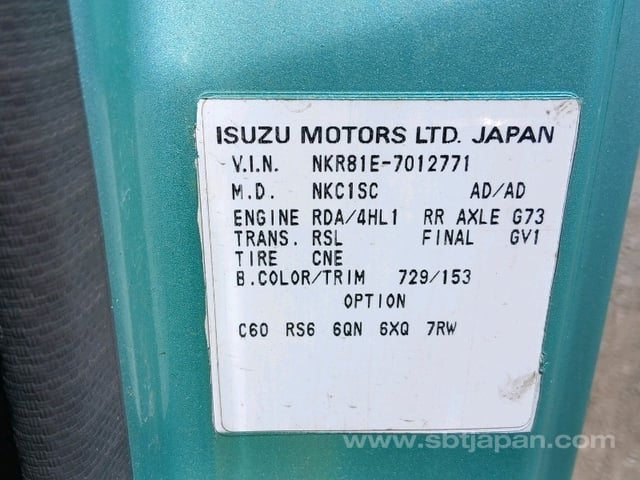 ISUZU MOTORS LTD. JAPAN
V.I.N. NKR81E-7012771
M.D. NKC1SC AD/AD
ENGINE RDA/4HL1 RR AXLE G73
TRANS. RSL FINAL GV1
TIRE CNE
B.COLOR/TRIM 729/153
OPTION
C60 RS6 6QN 6XQ 7RW
www.sbtjapan.com